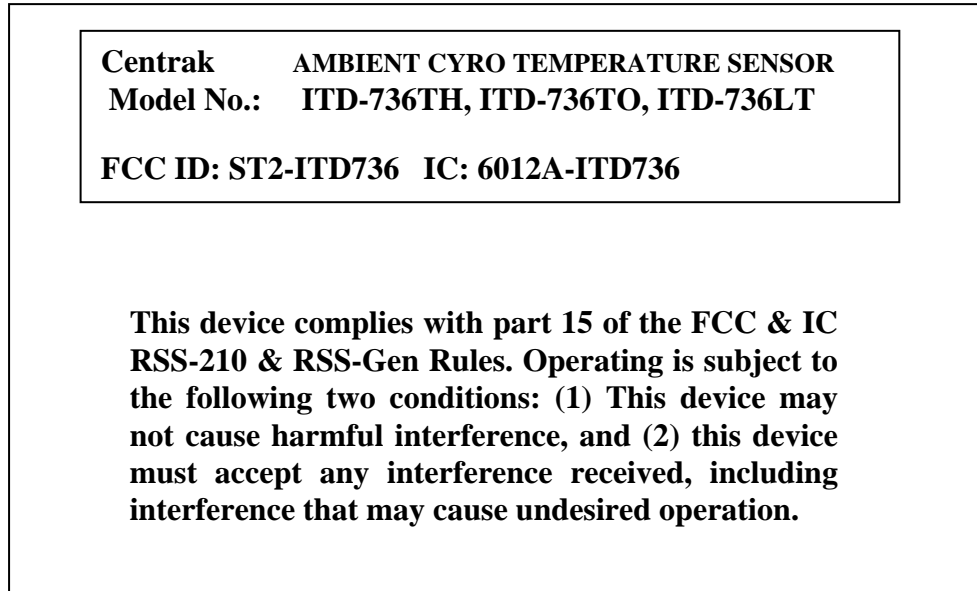 Centrak AMBIENT CYRO TEMPERATURE SENSOR
Model No.: ITD-736TH, ITD-736TO, ITD-736LT
FCC ID: ST2-ITD736 IC: 6012A-ITD736
This device complies with part 15 of the FCC & IC
RSS-210 & RSS-Gen Rules. Operating is subject to
the following two conditions: (1) This device may
not cause harmful interference, and (2) this device
must accept any interference received, including
interference that may cause undesired operation.